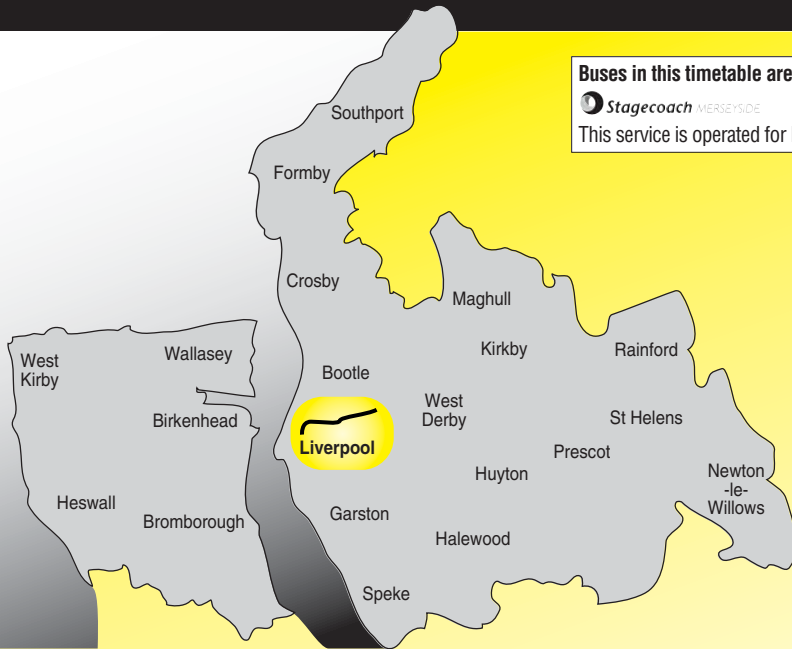 Buses in this timetable are
Stagecoach MERSEYSIDE
This service is operated for
Southport
Formby
Crosby
Maghull
Kirkby
Rainford
West
Kirby
Wallasey
Bootle
West
Derby
St Helens
Birkenhead
Liverpool
Prescot
Huyton
Newton
-le-
Willows
Heswall
Bromborough
Garston
Halewood
Speke